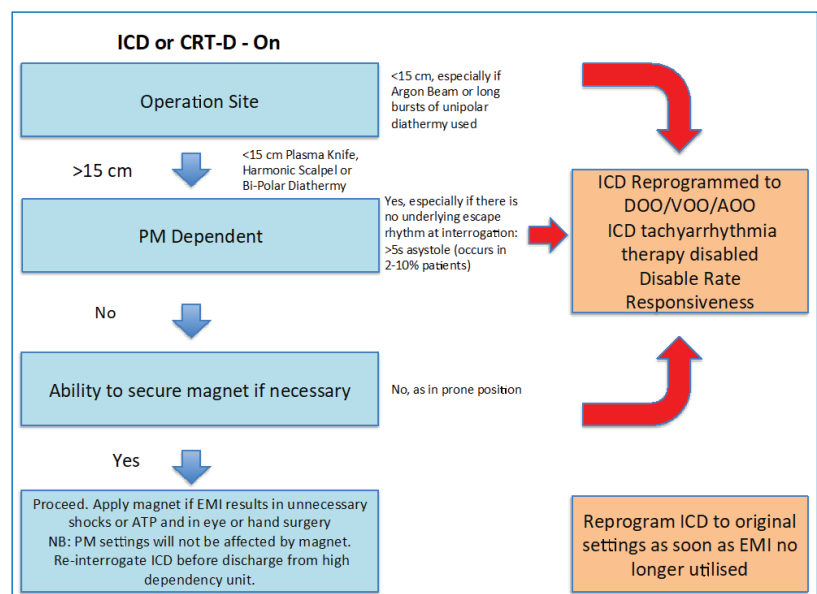 ICD or CRT-D - On
Operation Site
<15 cm, especially if
Argon Beam or long
bursts of unipolar
diathermy used
>15 cm
<15 cm Plasma Knife,
Harmonic Scalpel or
Bi-Polar Diathermy
PM Dependent
Yes, especially if there is
no underlying escape
rhythm at interrogation:
>5s asystole (occurs in
2-10% patients)
ICD Reprogrammed to
DOO/VOO/AOO
ICD tachyarrhythmia
therapy disabled
Disable Rate
Responsiveness
No
Ability to secure magnet if necessary
No, as in prone position
Yes
Proceed. Apply magnet if EMI results in unnecessary
shocks or ATP and in eye or hand surgery
NB: PM settings will not be affected by magnet.
Re-interrogate ICD before discharge from high
dependency unit.
Reprogram ICD to original
settings as soon as EMI no
longer utilised